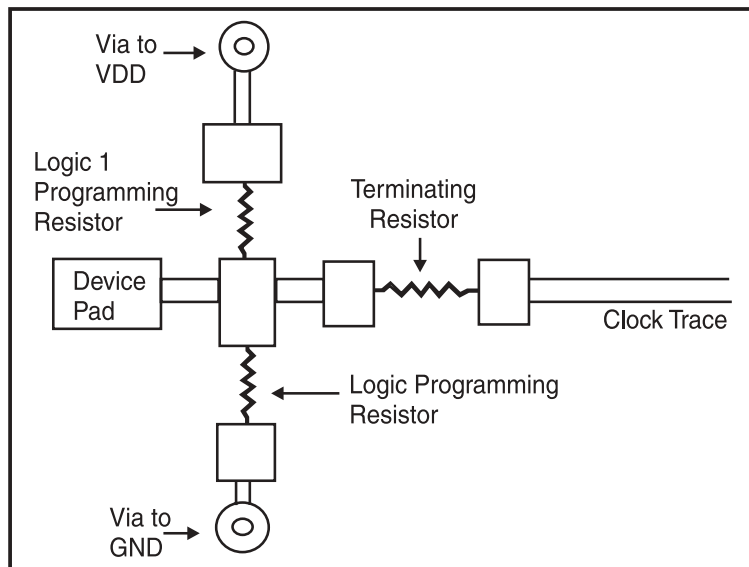 Via to
VDD
Logic 1
Programming
Resistor
Terminating
Resistor
Device
Pad
Clock Trace
Logic Programming
Resistor
Via to
GND